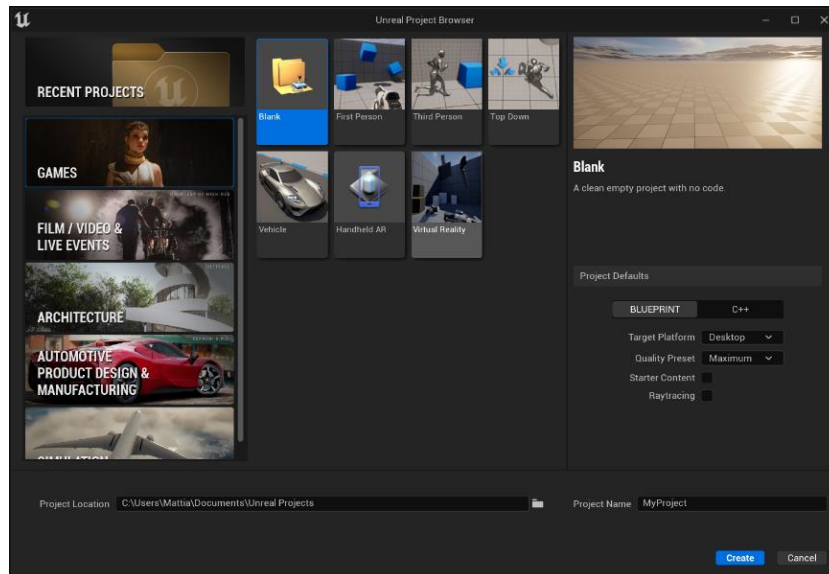 Unreal Project Browser
RECENT PROJECTS
GAMES
FILM / VIDEO &
LIVE EVENTS
ARCHITECTURE
AUTOMOTIVE
PRODUCT DESIGN &
MANUFACTURING
SIMULATION
Blank
First Person
Third Person
Top Down
Vehicle
Handheld AR
Virtual Reality
Blank
A clean empty project with no code.
Project Defaults
BLUEPRINT C++
Target Platform Desktop
Quality Preset Maximum
Starter Content
Raytracing
Project Location C:\Users\Mattia\Documents\Unreal Projects
Project Name MyProject
Create Cancel